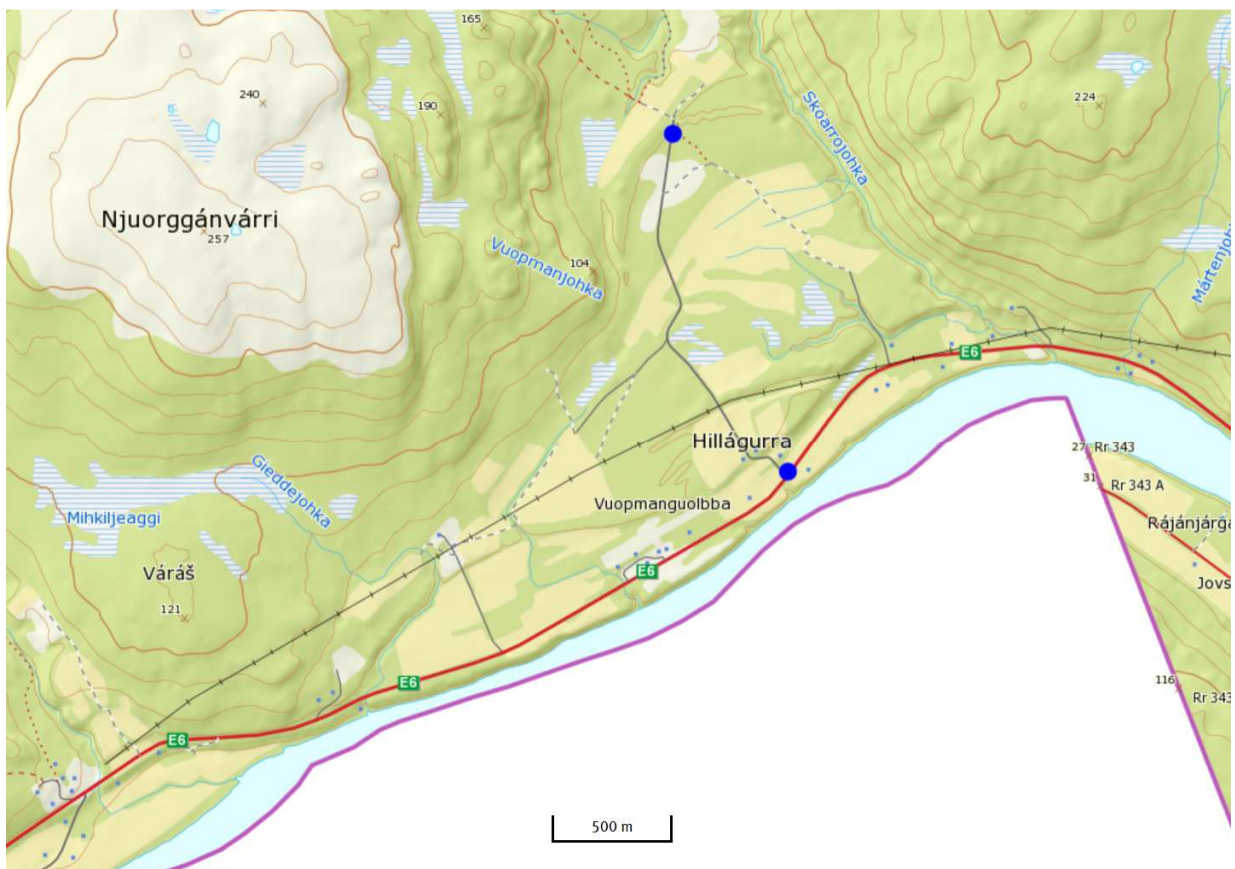 165
240
190
224
Skoarrojohka
Njuorggánvárri
257
Vuopmanjohka
104
E6
Hillágurra
27
Rr 343
31
Rr 343 A
Vuopmanguolbba
Gieddejohka
Mihkiljeaggi
Rájánjárga
E6
Váráš
Jovs
121
E6
116
Rr 343
E6
500 m